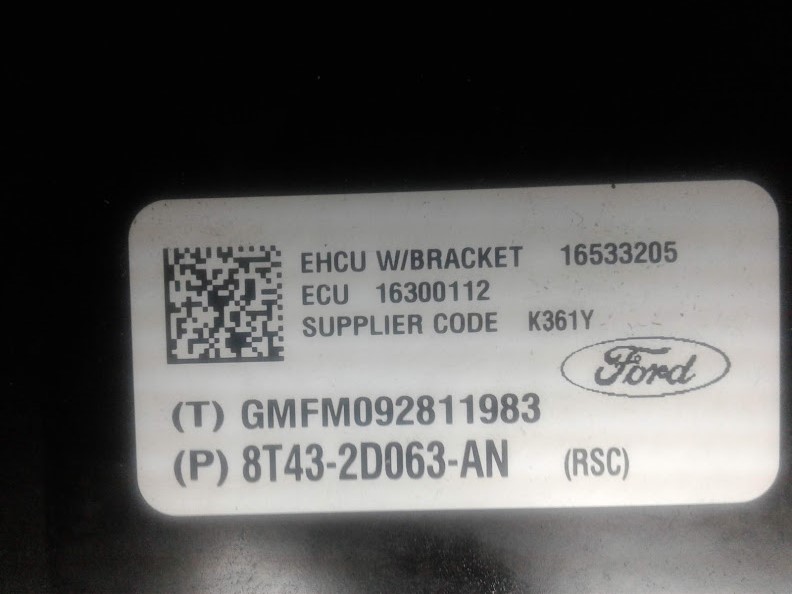 EHCU W/BRACKET 16533205
ECU 16300112
SUPPLIER CODE K361Y
Ford
(T) GMFM092811983
(P) 8T43-2D063-AN (RSC)